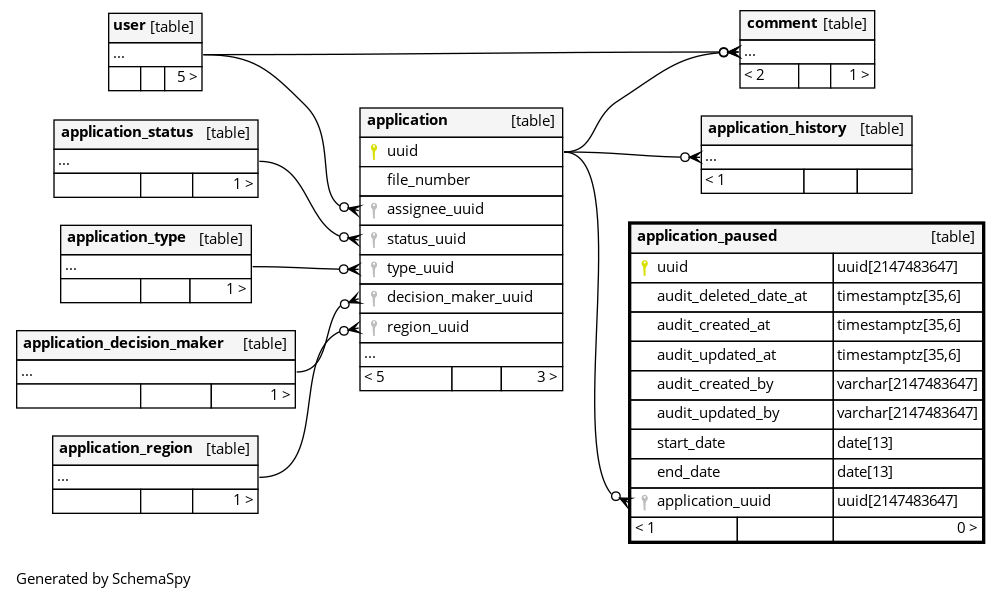 user [table]
...
5 >
application_status [table]
...
1 >
application_type [table]
...
1 >
application_decision_maker [table]
...
1 >
application_region [table]
...
1 >
application [table]
uuid
file_number
assignee_uuid
status_uuid
type_uuid
decision_maker_uuid
region_uuid
...
< 5 3 >
comment [table]
...
< 2 1 >
application_history [table]
...
< 1
application_paused [table]
uuid uuid[2147483647]
audit_deleted_date_at timestamptz[35,6]
audit_created_at timestamptz[35,6]
audit_updated_at timestamptz[35,6]
audit_created_by varchar[2147483647]
audit_updated_by varchar[2147483647]
start_date date[13]
end_date date[13]
application_uuid uuid[2147483647]
< 1 0 >
Generated by SchemaSpy